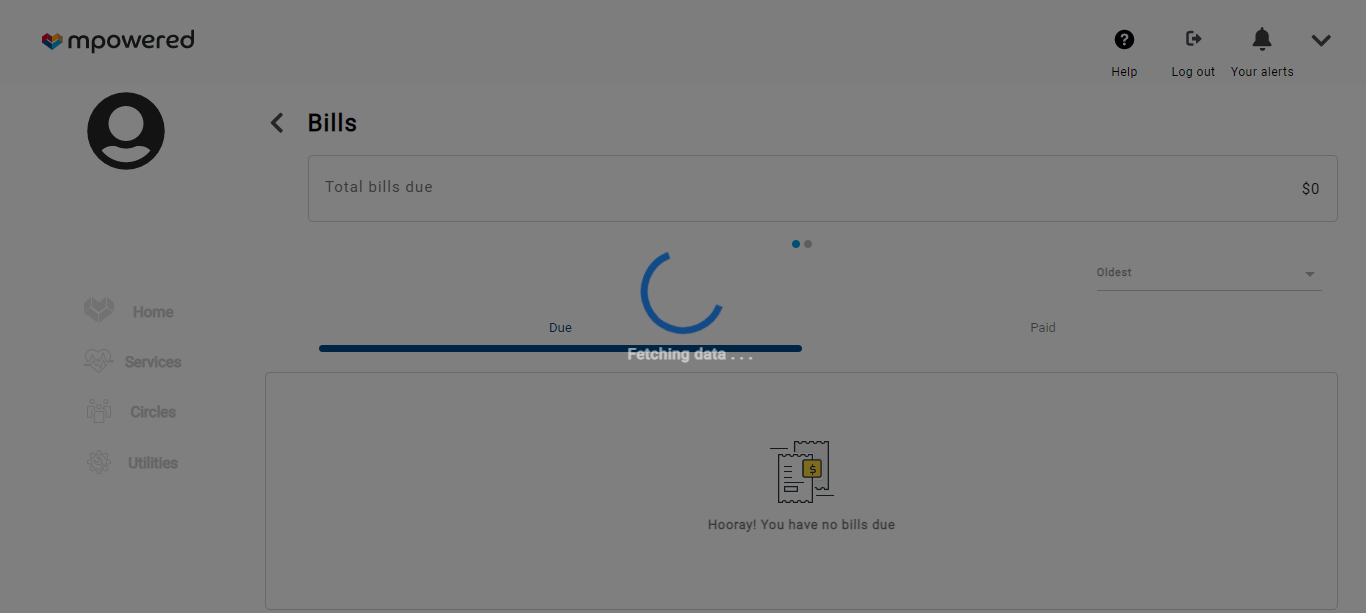 mpowered
Help
Log out
Your alerts
Bills
Total bills due
$0
Oldest
Due
Paid
Fetching data . . .
Home
Services
Circles
Utilities
$
Hooray! You have no bills due